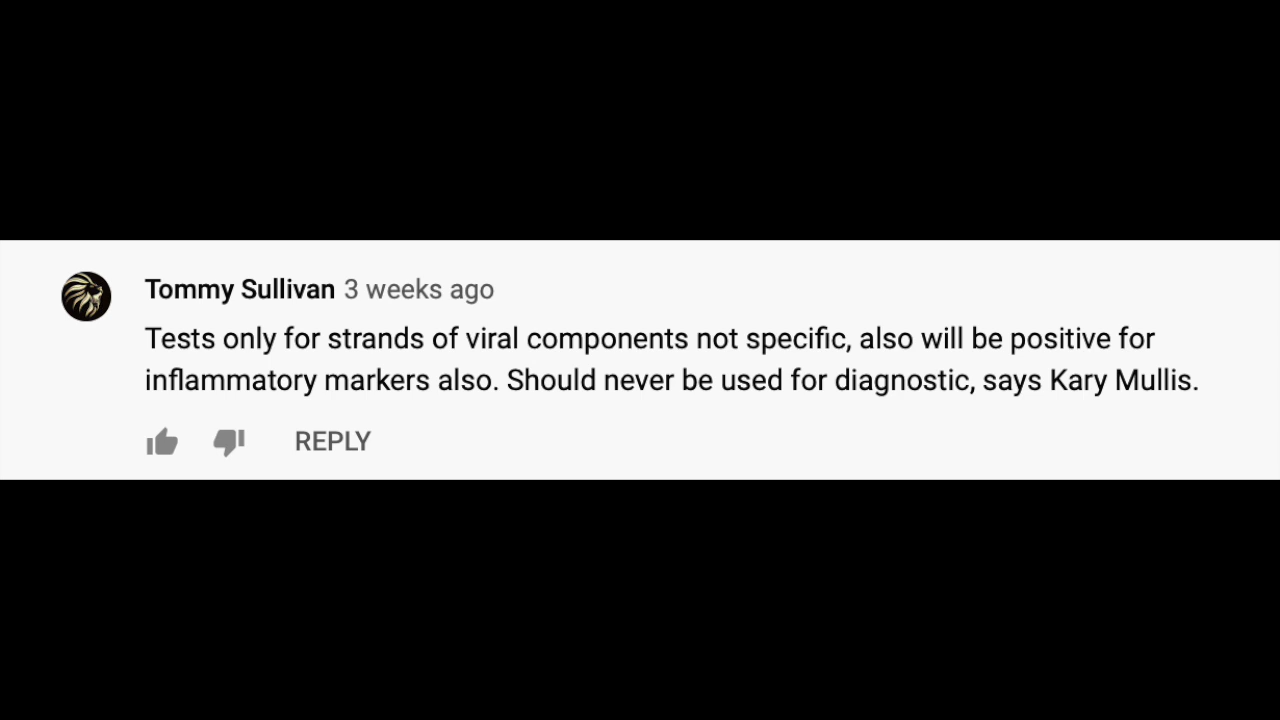 Tommy Sullivan 3 weeks ago
Tests only for strands of viral components not specific, also will be positive for
inflammatory markers also. Should never be used for diagnostic, says Kary Mullis.
REPLY